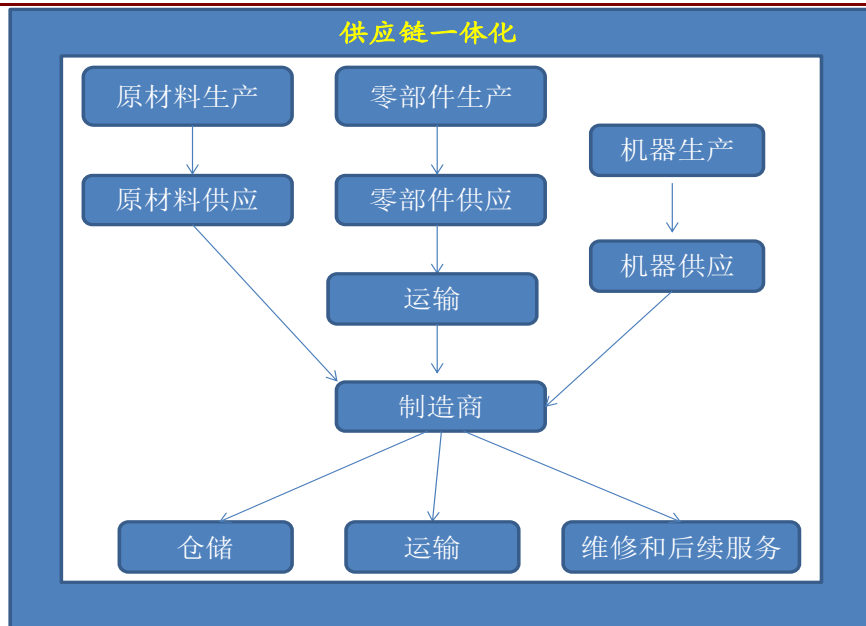 供应链一体化
原材料生产
零部件生产
机器生产
原材料供应
零部件供应
机器供应
运输
制造商
仓储
运输
维修和后续服务